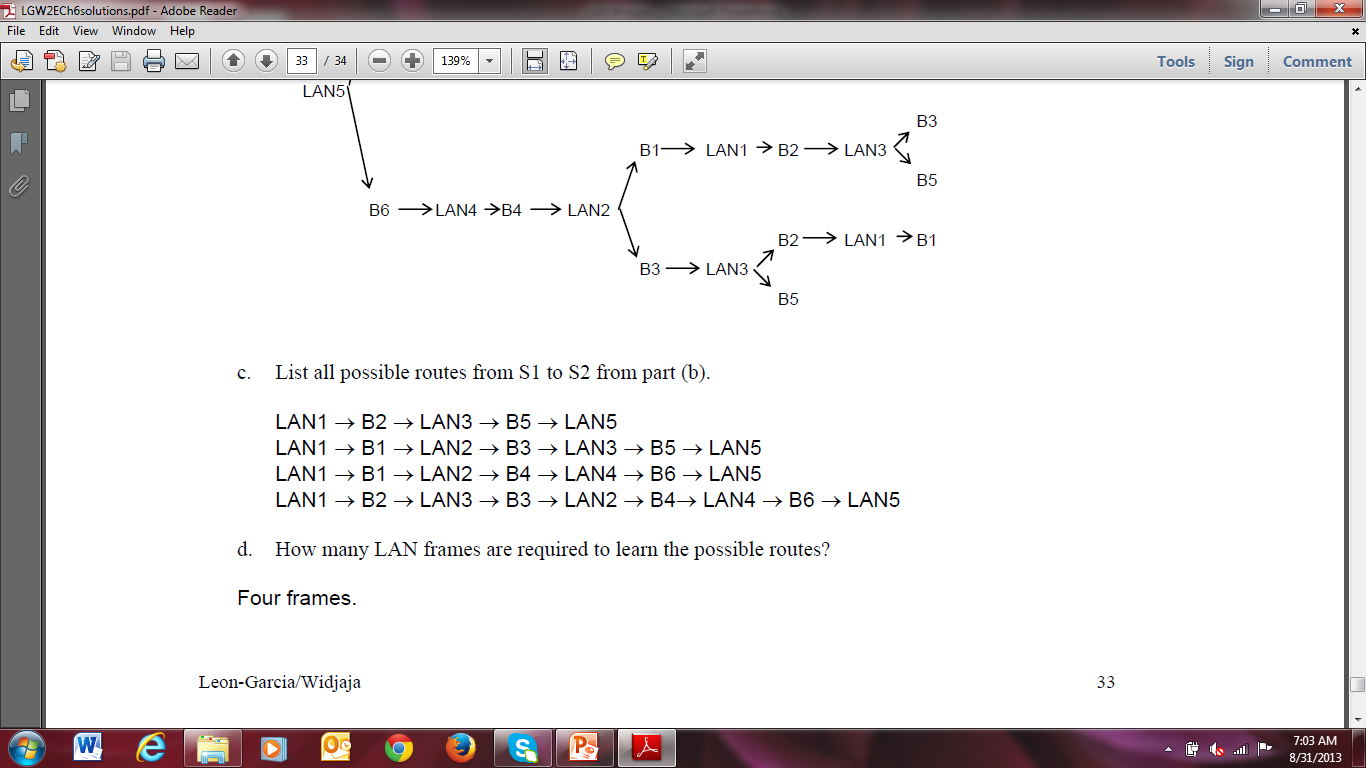 LGW2ECh6solutions.pdf - Adobe Reader
File Edit View Window Help
33 / 34 139% Tools Sign Comment
LAN5
B3
B1 → LAN1 → B2 → LAN3
B5
B6 → LAN4 → B4 → LAN2
B2 → LAN1 → B1
B3 → LAN3
B5
c. List all possible routes from S1 to S2 from part (b).
LAN1 → B2 → LAN3 → B5 → LAN5
LAN1 → B1 → LAN2 → B3 → LAN3 → B5 → LAN5
LAN1 → B1 → LAN2 → B4 → LAN4 → B6 → LAN5
LAN1 → B2 → LAN3 → B3 → LAN2 → B4→ LAN4 → B6 → LAN5
d. How many LAN frames are required to learn the possible routes?
Four frames.
Leon-Garcia/Widjaja 33
7:03 AM
8/31/2013